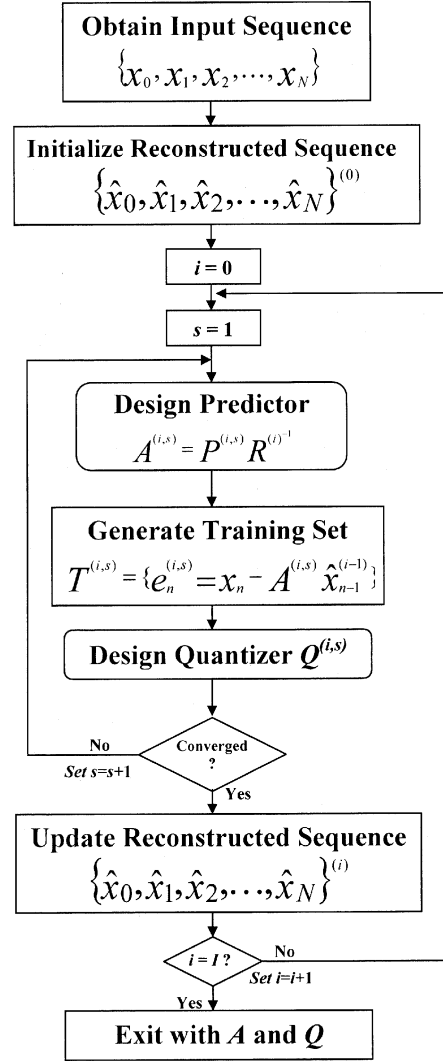 Obtain Input Sequence
{x₀, x₁, x₂,..., x_N}
Initialize Reconstructed Sequence
{x̂₀, x̂₁, x̂₂,..., x̂_N}⁽⁰⁾
i = 0
s = 1
Design Predictor
A^(i,s) = P^(i,s) R^(i)^-1
Generate Training Set
T^(i,s) = {e_n^(i,s) = x_n - A^(i,s) x̂_{n-1}^(i-1)}
Design Quantizer Q^(i,s)
Converged
?
No
Set s=s+1
Yes
Update Reconstructed Sequence
{x̂₀, x̂₁, x̂₂,..., x̂_N}^(i)
i = I ?
No
Set i=i+1
Yes
Exit with A and Q